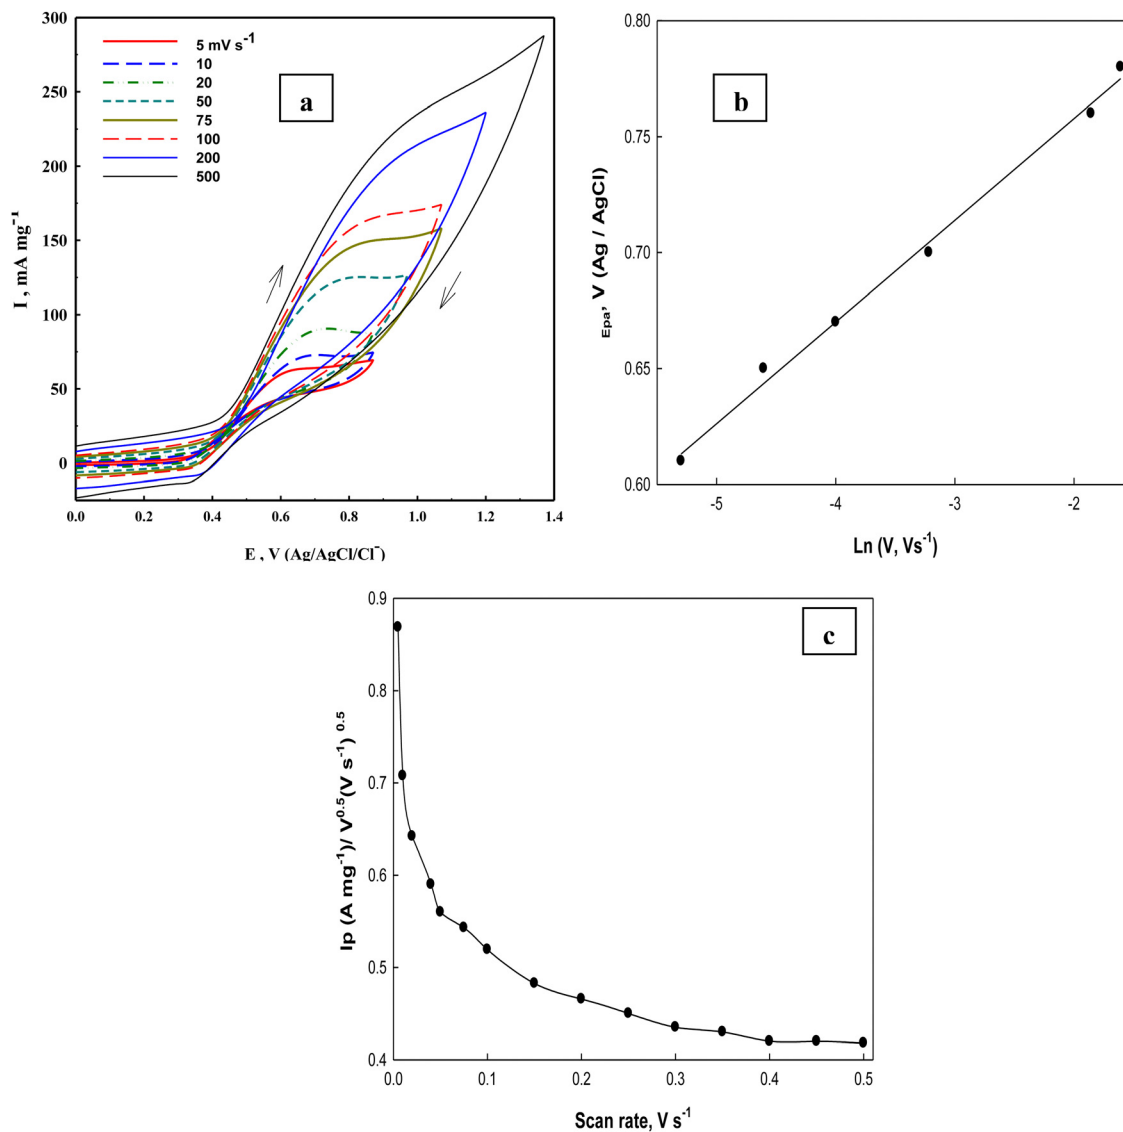 a
5 mV s⁻¹
10
20
50
75
100
200
500
300
250
200
150
100
50
0
I , mA mg⁻¹
0.0 0.2 0.4 0.6 0.8 1.0 1.2 1.4
E , V (Ag/AgCl/Cl⁻)
b
0.80
0.75
0.70
0.65
0.60
Epa, V (Ag / AgCl)
-5 -4 -3 -2
Ln (V, Vs⁻¹)
c
0.9
0.8
0.7
0.6
0.5
0.4
Ip (A mg⁻¹)/ V⁰·⁵(V s⁻¹) ⁰·⁵
0.0 0.1 0.2 0.3 0.4 0.5
Scan rate, V s⁻¹